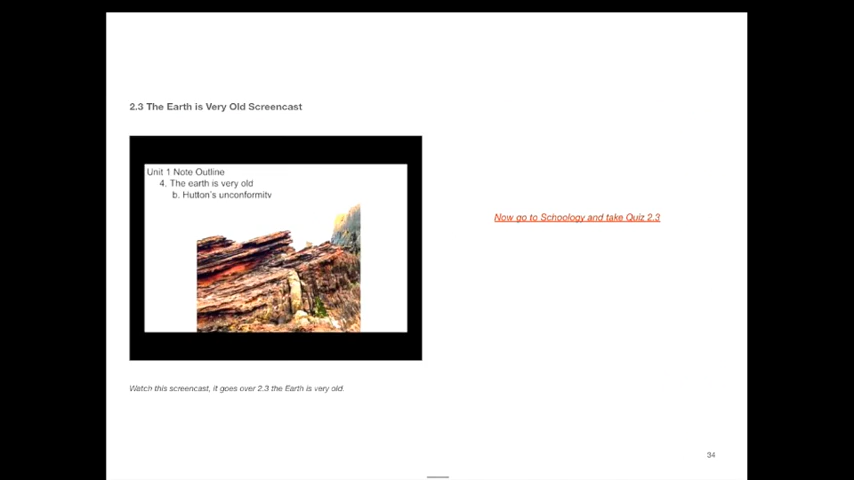 2.3 The Earth is Very Old Screencast
Unit 1 Note Outline
4. The earth is very old
b. Hutton's unconformity
Now go to Schoology and take Quiz 2.3
Watch this screencast, it goes over 2.3 the Earth is very old.
34